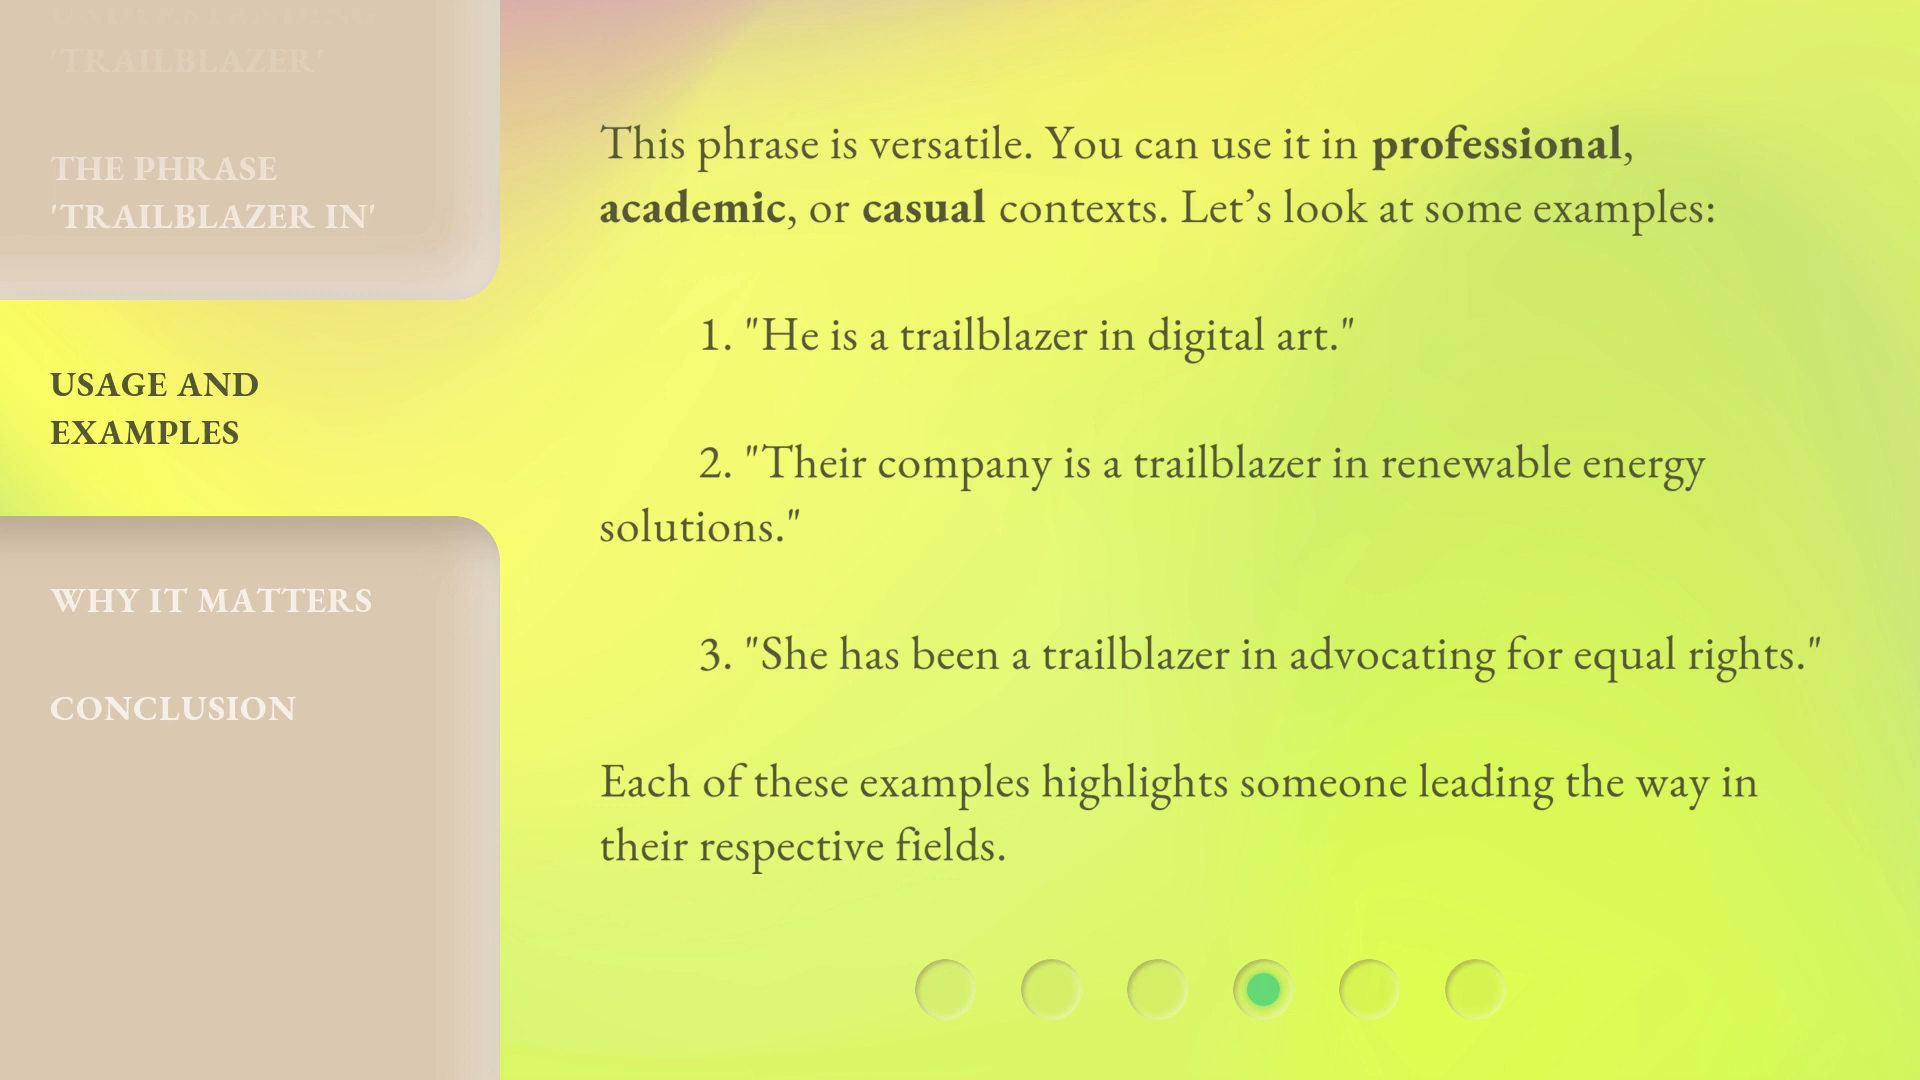 'TRAILBLAZER'
THE PHRASE
'TRAILBLAZER IN'
USAGE AND
EXAMPLES
WHY IT MATTERS
CONCLUSION
This phrase is versatile. You can use it in professional,
academic, or casual contexts. Let’s look at some examples:
1. "He is a trailblazer in digital art."
2. "Their company is a trailblazer in renewable energy
solutions."
3. "She has been a trailblazer in advocating for equal rights."
Each of these examples highlights someone leading the way in
their respective fields.